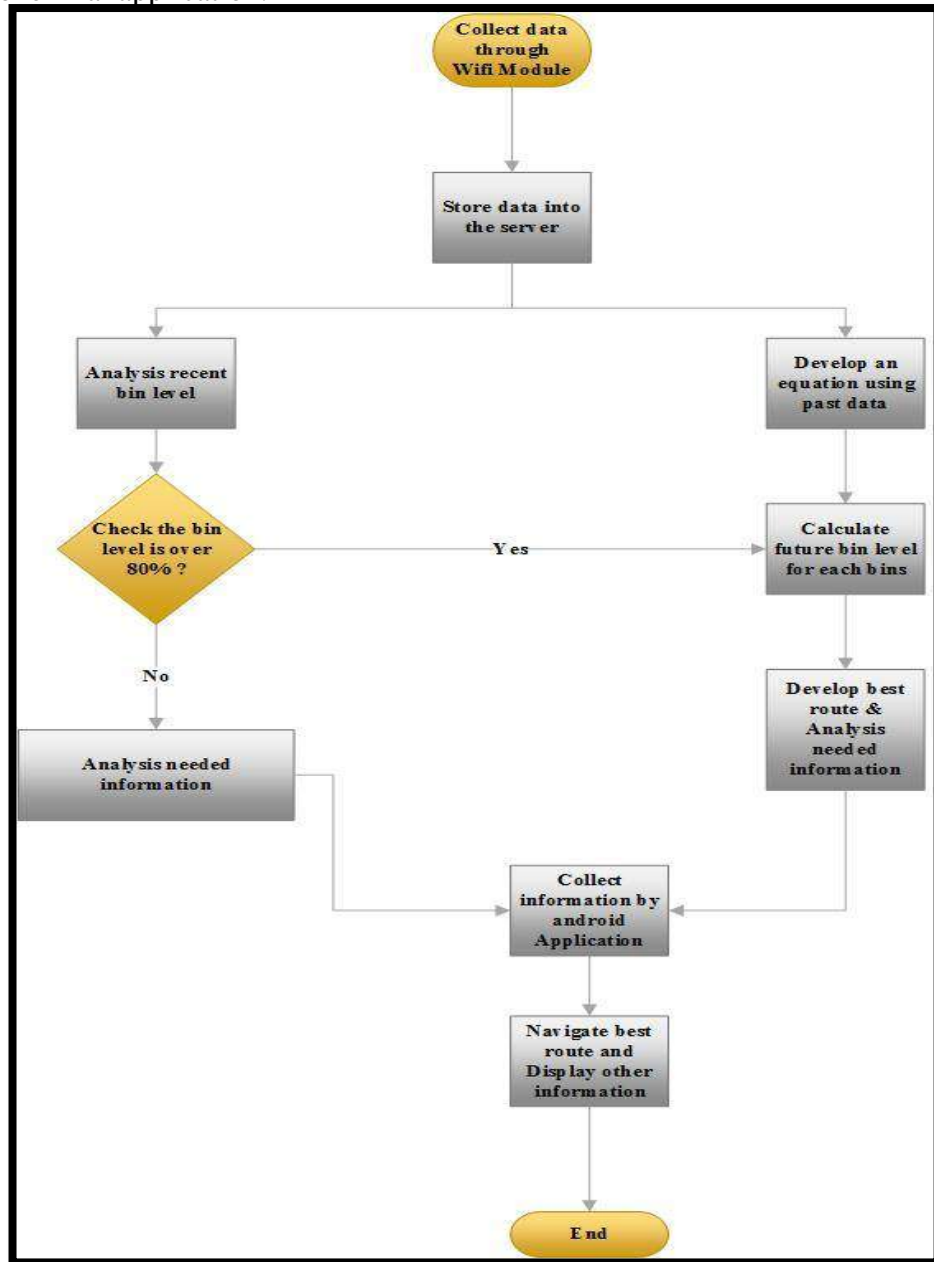 Collect data
through
Wifi Module
Store data into
the server
Analysis recent
bin level
Develop an
equation using
past data
Check the bin
level is over
80% ?
Yes
Calculate
future bin level
for each bins
No
Develop best
route &
Analysis
needed
information
Analysis needed
information
Collect
information by
android
Application
Navigate best
route and
Display other
information
End